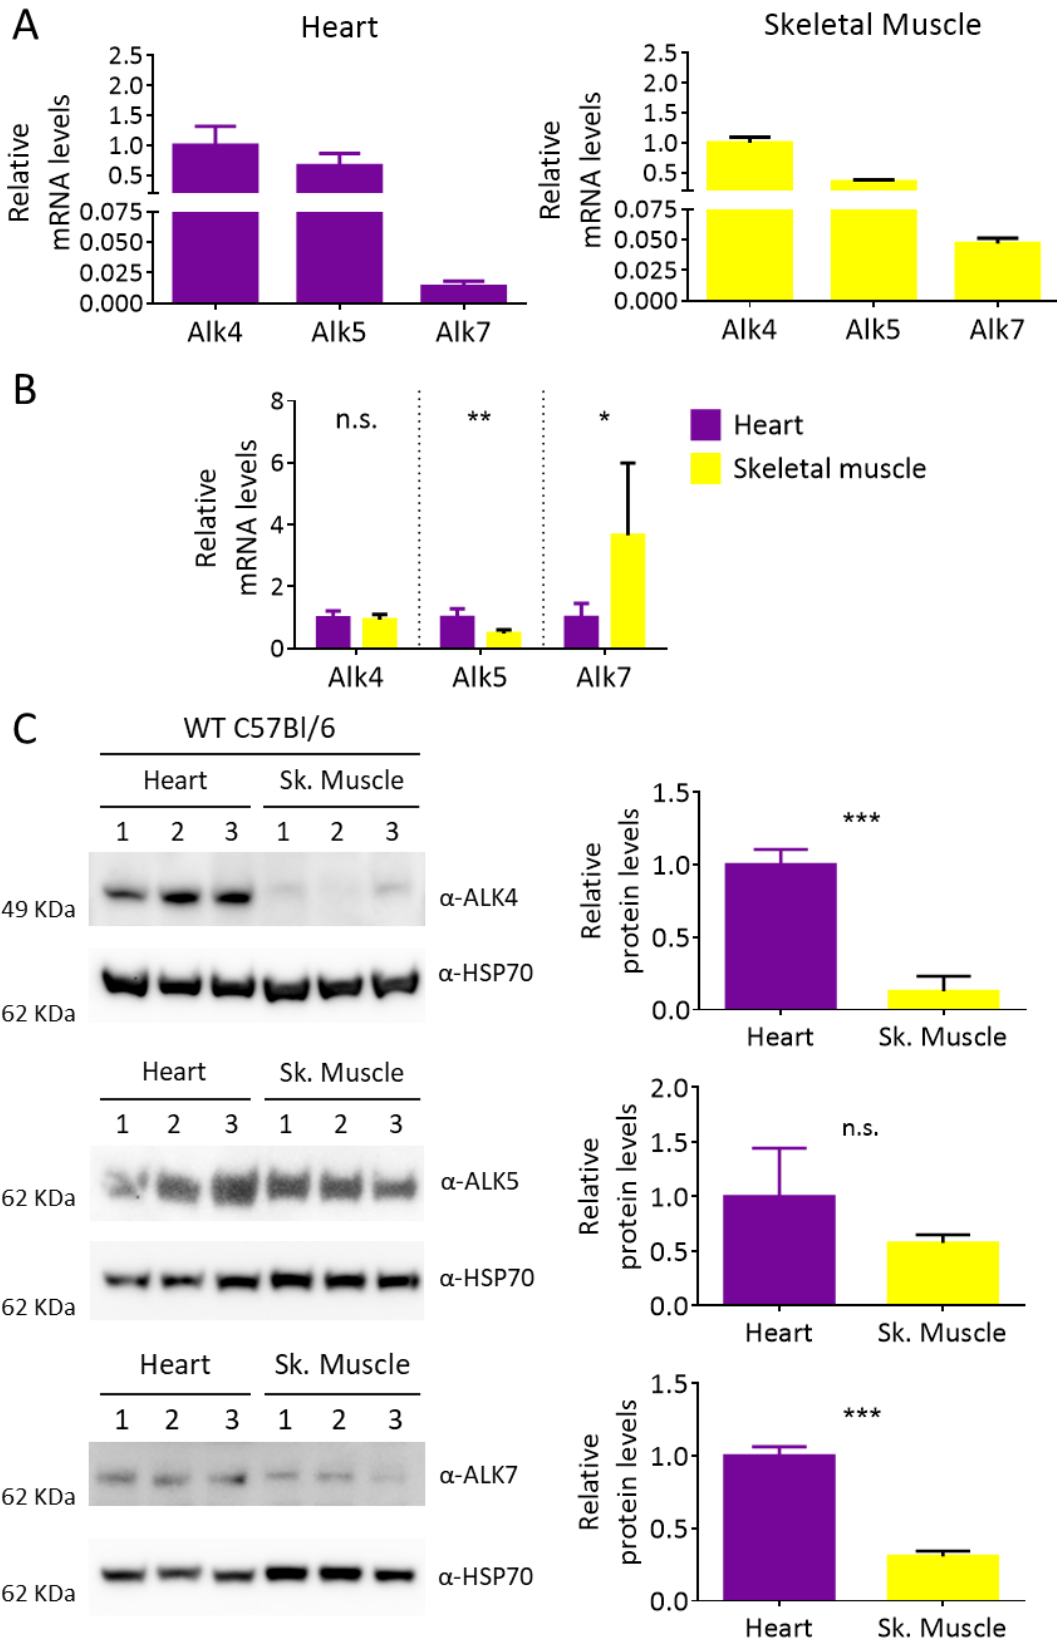 A
Heart
Relative
mRNA levels
2.5
2.0
1.5
1.0
0.5
0.075
0.050
0.025
0.000
Alk4 Alk5 Alk7
Skeletal Muscle
Relative
mRNA levels
2.5
2.0
1.5
1.0
0.5
0.075
0.050
0.025
0.000
Alk4 Alk5 Alk7
B
Relative
mRNA levels
8
6
4
2
0
n.s. ** *
Alk4 Alk5 Alk7
Heart
Skeletal muscle
C
WT C57Bl/6
Heart Sk. Muscle
1 2 3 1 2 3
49 KDa
α-ALK4
α-HSP70
62 KDa
Relative
protein levels
1.5
1.0
0.5
0.0
***
Heart Sk. Muscle
Heart Sk. Muscle
1 2 3 1 2 3
62 KDa
α-ALK5
α-HSP70
62 KDa
Relative
protein levels
2.0
1.5
1.0
0.5
0.0
n.s.
Heart Sk. Muscle
Heart Sk. Muscle
1 2 3 1 2 3
62 KDa
α-ALK7
α-HSP70
62 KDa
Relative
protein levels
1.5
1.0
0.5
0.0
***
Heart Sk. Muscle